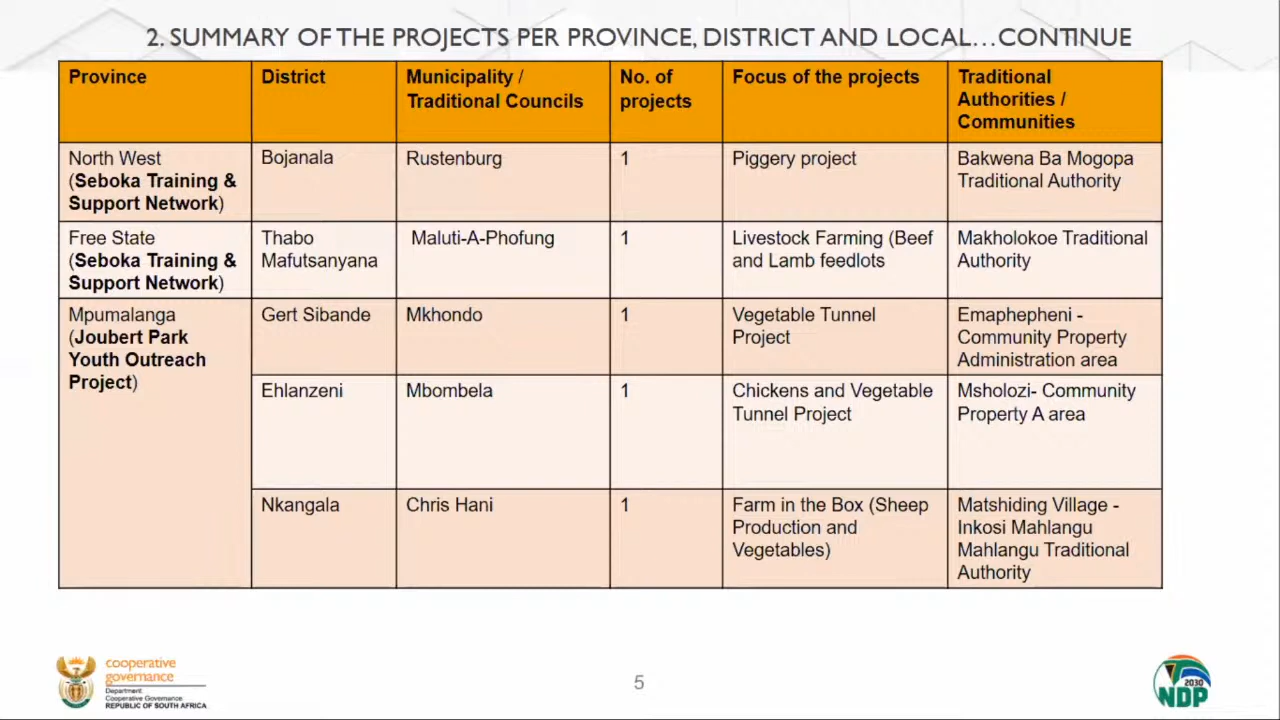 2. SUMMARY OF THE PROJECTS PER PROVINCE, DISTRICT AND LOCAL…CONTINUE
Province
District
Municipality /
Traditional Councils
No. of
projects
Focus of the projects
Traditional
Authorities /
Communities
North West
(Seboka Training &
Support Network)
Bojanala
Rustenburg
1
Piggery project
Bakwena Ba Mogopa
Traditional Authority
Free State
(Seboka Training &
Support Network)
Thabo
Mafutsanyana
Maluti-A-Phofung
1
Livestock Farming (Beef
and Lamb feedlots
Makholokoe Traditional
Authority
Mpumalanga
(Joubert Park
Youth Outreach
Project)
Gert Sibande
Mkhondo
1
Vegetable Tunnel
Project
Emaphepheni -
Community Property
Administration area
Ehlanzeni
Mbombela
1
Chickens and Vegetable
Tunnel Project
Msholozi- Community
Property A area
Nkangala
Chris Hani
1
Farm in the Box (Sheep
Production and
Vegetables)
Matshiding Village -
Inkosi Mahlangu
Mahlangu Traditional
Authority
cooperative
governance
Department:
Cooperative Governance
REPUBLIC OF SOUTH AFRICA
5
2030
NDP